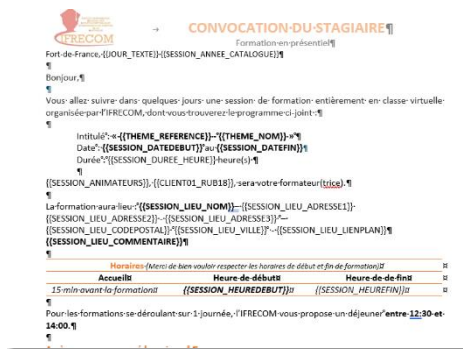 IFRECOM
→ CONVOCATION·DU·STAGIAIRE¶
Formation·en·présentiel¶
Fort-de-France,·{{JOUR_TEXTE}}·{{SESSION_ANNEE_CATALOGUE}}¶
¶
Bonjour,¶
¶
Vous· allez· suivre· dans· quelques· jours· une· session· de· formation· entièrement· en· classe· virtuelle·
organisée·par·l'IFRECOM,·dont·vous·trouverez·le·programme·ci-joint·:¶
¶
Intitulé°:·«·{{THEME_REFERENCE}}·-·°{{THEME_NOM}}·»°¶
Date°:·{{SESSION_DATEDEBUT}}°au·{{SESSION_DATEFIN}}¶
Durée°:°{{SESSION_DUREE_HEURE}}·heure(s)·¶
¶
{{SESSION_ANIMATEURS}},·{{CLIENT01_RUB18}},·sera·votre·formateur(trice).¶
¶
La·formation·aura·lieu·:°{{SESSION_LIEU_NOM}}—·{{SESSION_LIEU_ADRESSE1}}·-
{{SESSION_LIEU_ADRESSE2}}·-·{{SESSION_LIEU_ADRESSE3}}·°—
{{SESSION_LIEU_CODEPOSTAL}}·°{{SESSION_LIEU_VILLE}}°·-·{{SESSION_LIEU_LIENPLAN}}¶
{{SESSION_LIEU_COMMENTAIRE}}¶
¶
Horaires·(Merci de bien vouloir respecter les horaires de début et fin de formation)¤ ¤
Accueil¤ Heure·de·début¤ Heure·de·de·fin¤ ¤
15·min·avant·la·formation¤ {{SESSION_HEUREDEBUT}}¤ {{SESSION_HEUREFIN}}¤ ¤
¶
Pour·les·formations·se·déroulant·sur·1·journée,·l'IFRECOM·vous·propose·un·déjeuner°entre·12:30·et·
14:00.¶
¶